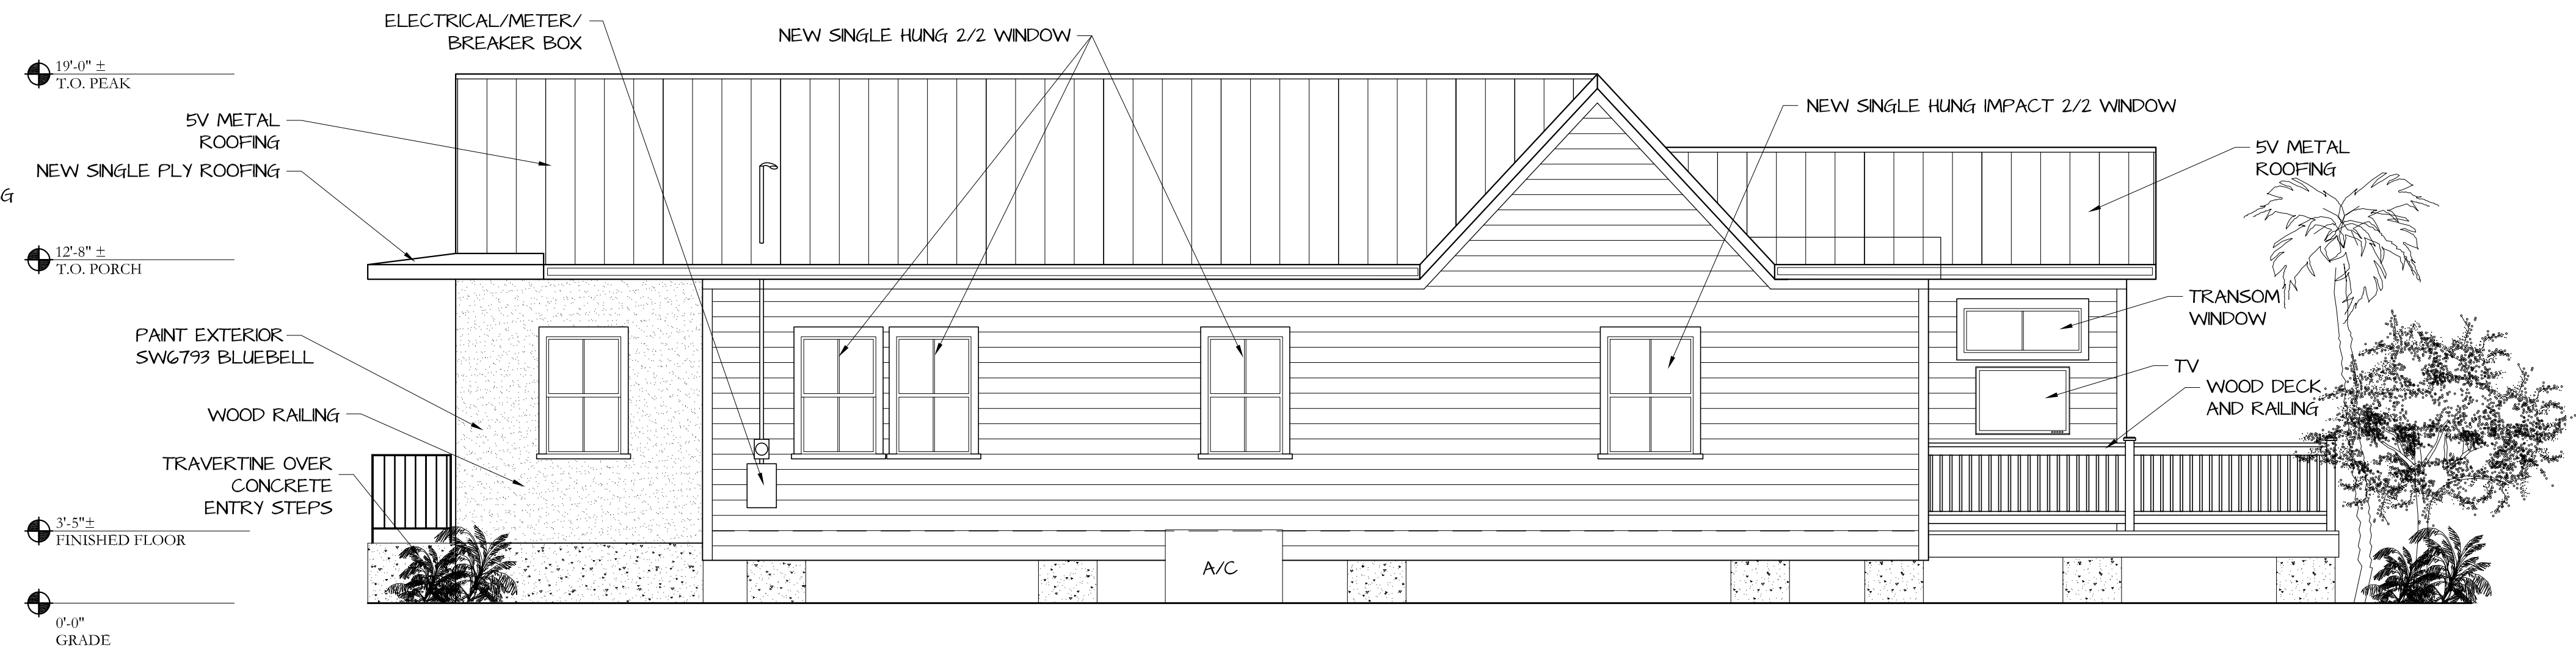 ELECTRICAL/METER/
BREAKER BOX
NEW SINGLE HUNG 2/2 WINDOW
19'-0" ±
T.O. PEAK
NEW SINGLE HUNG IMPACT 2/2 WINDOW
5V METAL
ROOFING
5V METAL
ROOFING
NEW SINGLE PLY ROOFING
G
12'-8" ±
T.O. PORCH
TRANSOM
WINDOW
PAINT EXTERIOR
SW6793 BLUEBELL
TV
WOOD DECK
AND RAILING
WOOD RAILING
TRAVERTINE OVER
CONCRETE
ENTRY STEPS
3'-5"±
FINISHED FLOOR
A/C
0'-0"
GRADE